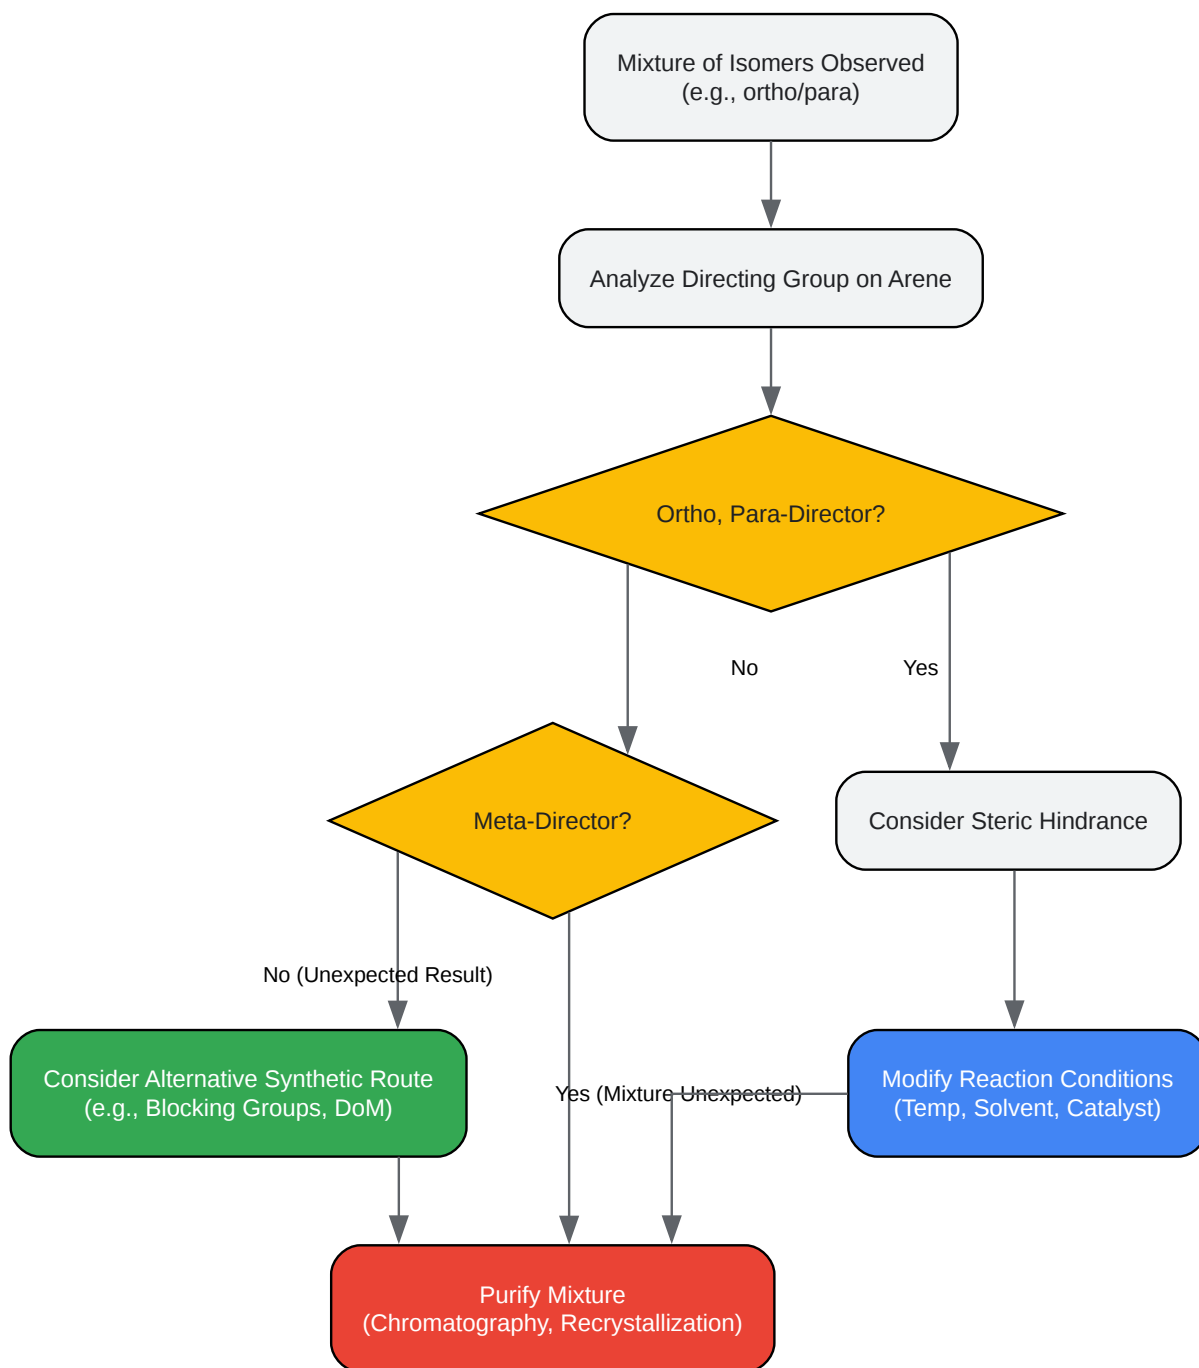 Mixture of Isomers Observed
(e.g., ortho/para)
Analyze Directing Group on Arene
Ortho, Para-Director?
No
Yes
Meta-Director?
Consider Steric Hindrance
No (Unexpected Result)
Consider Alternative Synthetic Route
(e.g., Blocking Groups, DoM)
Yes (Mixture Unexpected)
Modify Reaction Conditions
(Temp, Solvent, Catalyst)
Purify Mixture
(Chromatography, Recrystallization)